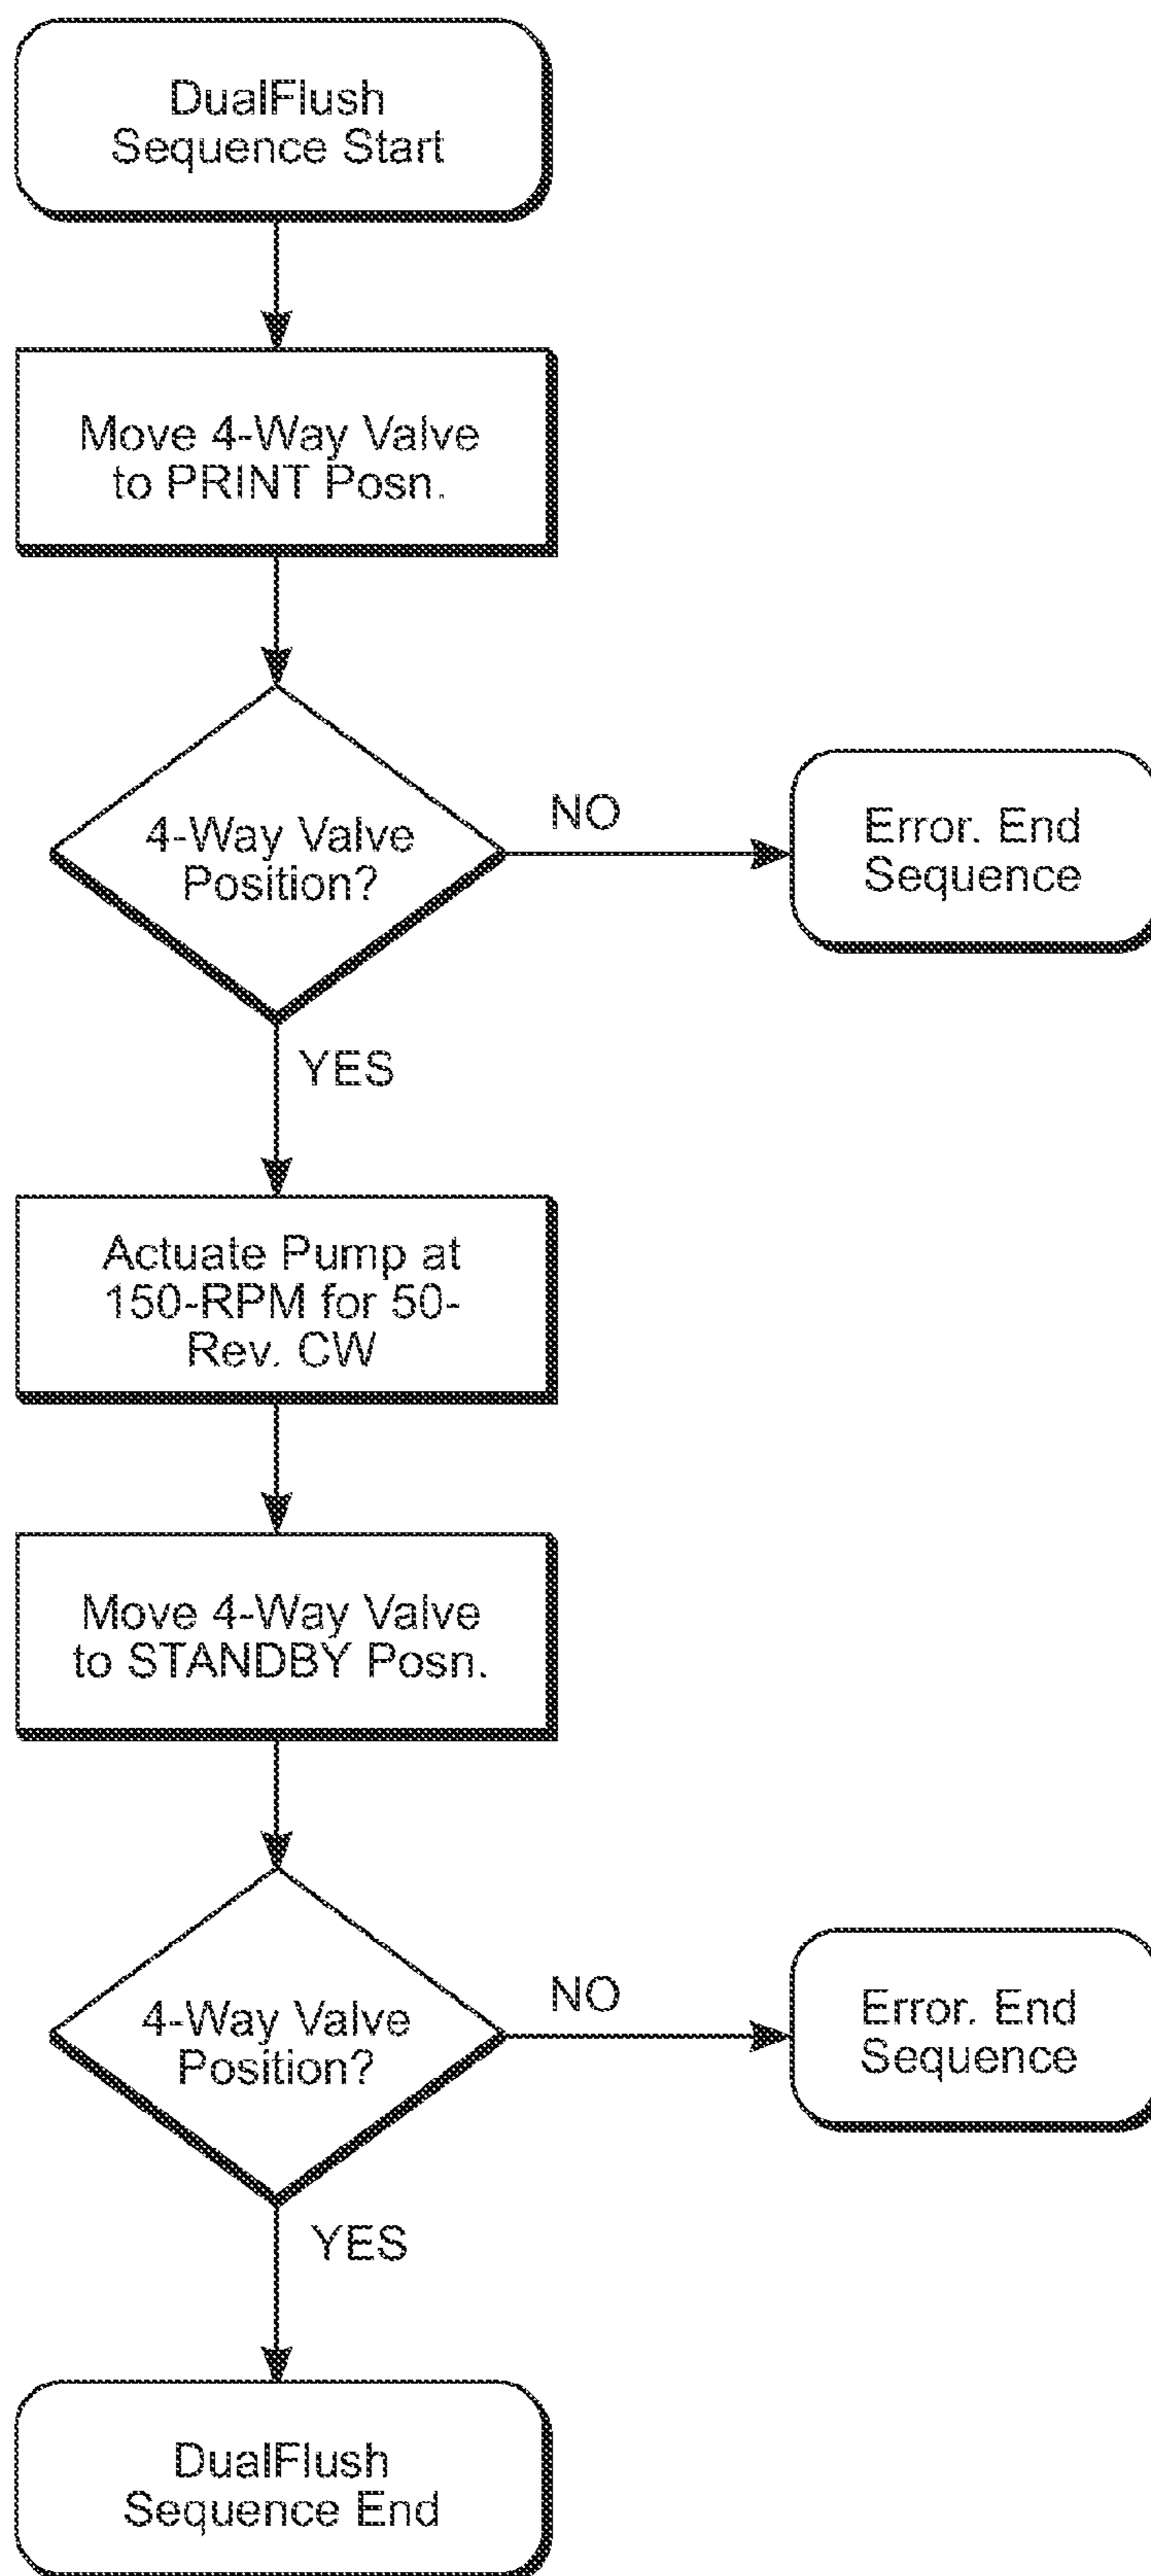 DualFlush
Sequence Start
Move 4-Way Valve
to PRINT Posn.
4-Way Valve
Position?
NO
Error. End
Sequence
YES
Actuate Pump at
150-RPM for 50-
Rev. CW
Move 4-Way Valve
to STANDBY Posn.
4-Way Valve
Position?
NO
Error. End
Sequence
YES
DualFlush
Sequence End